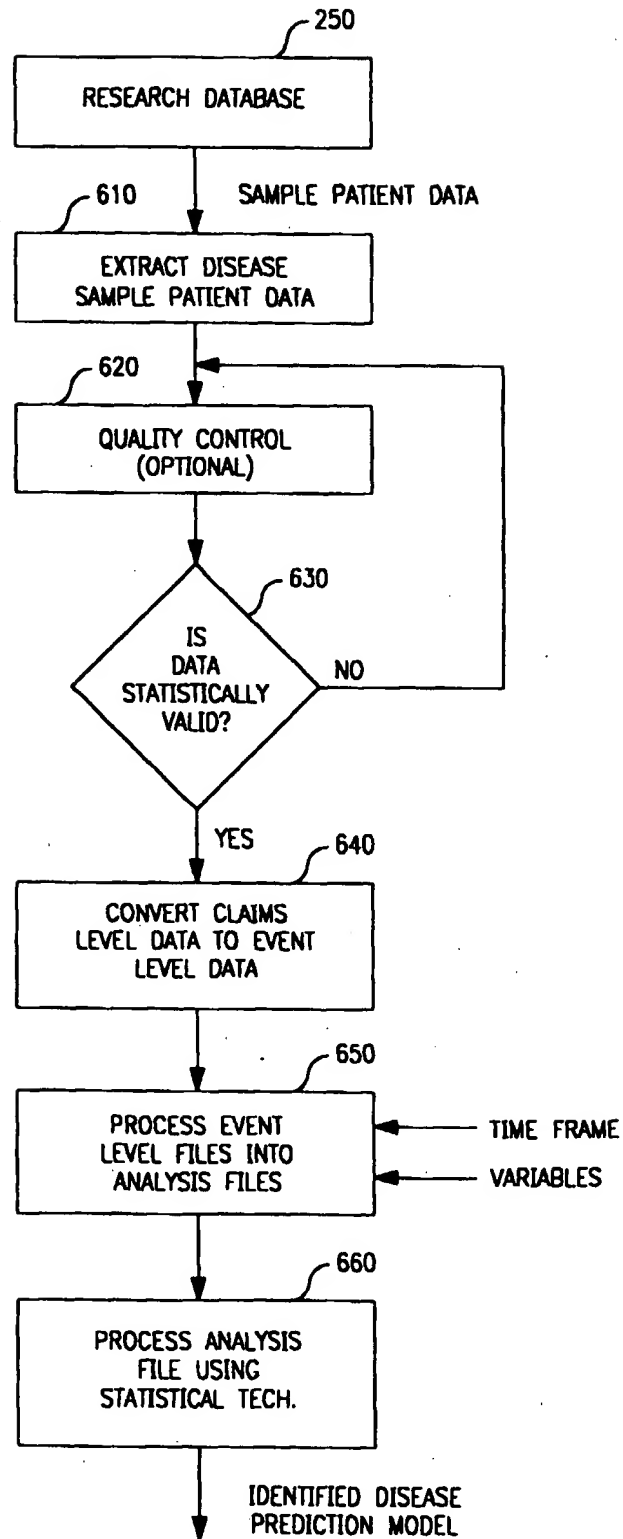 250
RESEARCH DATABASE
610
SAMPLE PATIENT DATA
EXTRACT DISEASE
SAMPLE PATIENT DATA
620
QUALITY CONTROL
(OPTIONAL)
630
IS
DATA
STATISTICALLY
VALID?
NO
YES
640
CONVERT CLAIMS
LEVEL DATA TO EVENT
LEVEL DATA
650
PROCESS EVENT
LEVEL FILES INTO
ANALYSIS FILES
TIME FRAME
VARIABLES
660
PROCESS ANALYSIS
FILE USING
STATISTICAL TECH.
IDENTIFIED DISEASE
PREDICTION MODEL